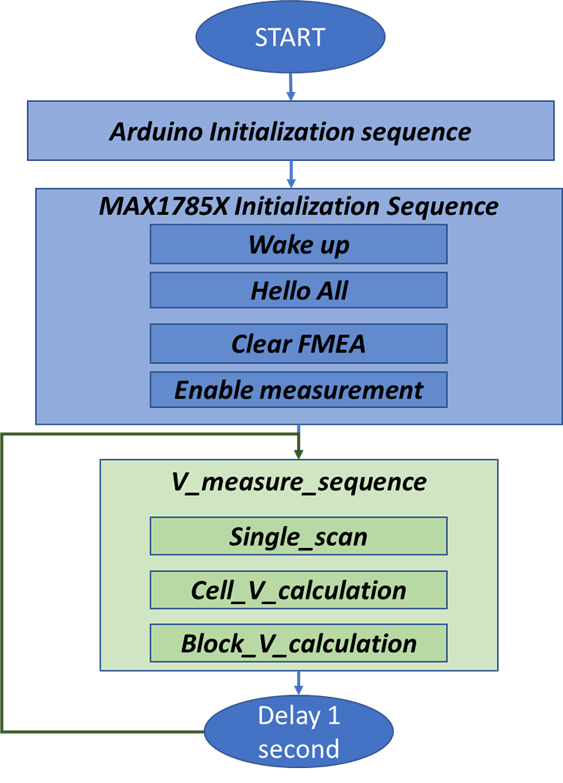 START
Arduino Initialization sequence
MAX1785X Initialization Sequence
Wake up
Hello All
Clear FMEA
Enable measurement
V_measure_sequence
Single_scan
Cell_V_calculation
Block_V_calculation
Delay 1
second